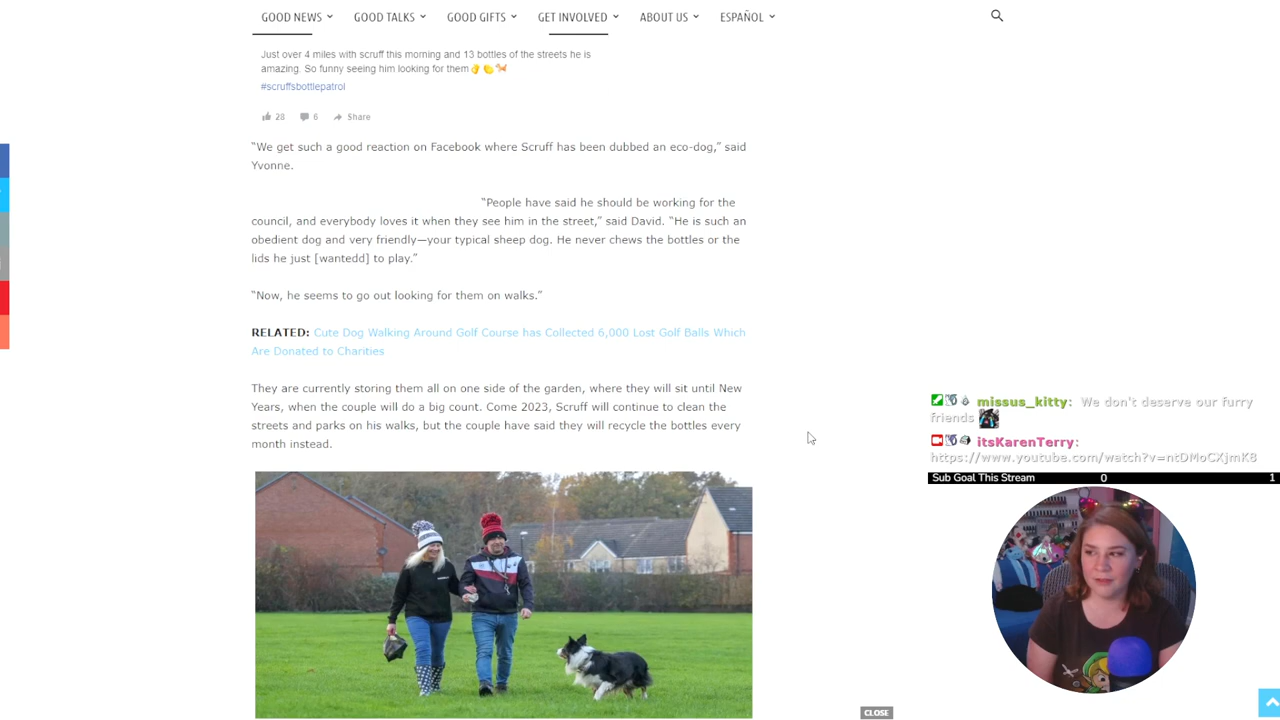 GOOD NEWS GOOD TALKS GOOD GIFTS GET INVOLVED ABOUT US ESPAÑOL
Just over 4 miles with scruff this morning and 13 bottles of the streets he is
amazing. So funny seeing him looking for them
#scruffsbottlepatrol
28 6 Share
“We get such a good reaction on Facebook where Scruff has been dubbed an eco-dog,” said
Yvonne.
“People have said he should be working for the
council, and everybody loves it when they see him in the street,” said David. “He is such an
obedient dog and very friendly—your typical sheep dog. He never chews the bottles or the
lids he just [wantedd] to play.”
“Now, he seems to go out looking for them on walks.”
RELATED: Cute Dog Walking Around Golf Course has Collected 6,000 Lost Golf Balls Which
Are Donated to Charities
They are currently storing them all on one side of the garden, where they will sit until New
Years, when the couple will do a big count. Come 2023, Scruff will continue to clean the
streets and parks on his walks, but the couple have said they will recycle the bottles every
month instead.
missus_kitty: We don't deserve our furry
friends
itsKarenTerry:
https://www.youtube.com/watch?v=ntDMoCXjmK8
Sub Goal This Stream 0 1
CLOSE